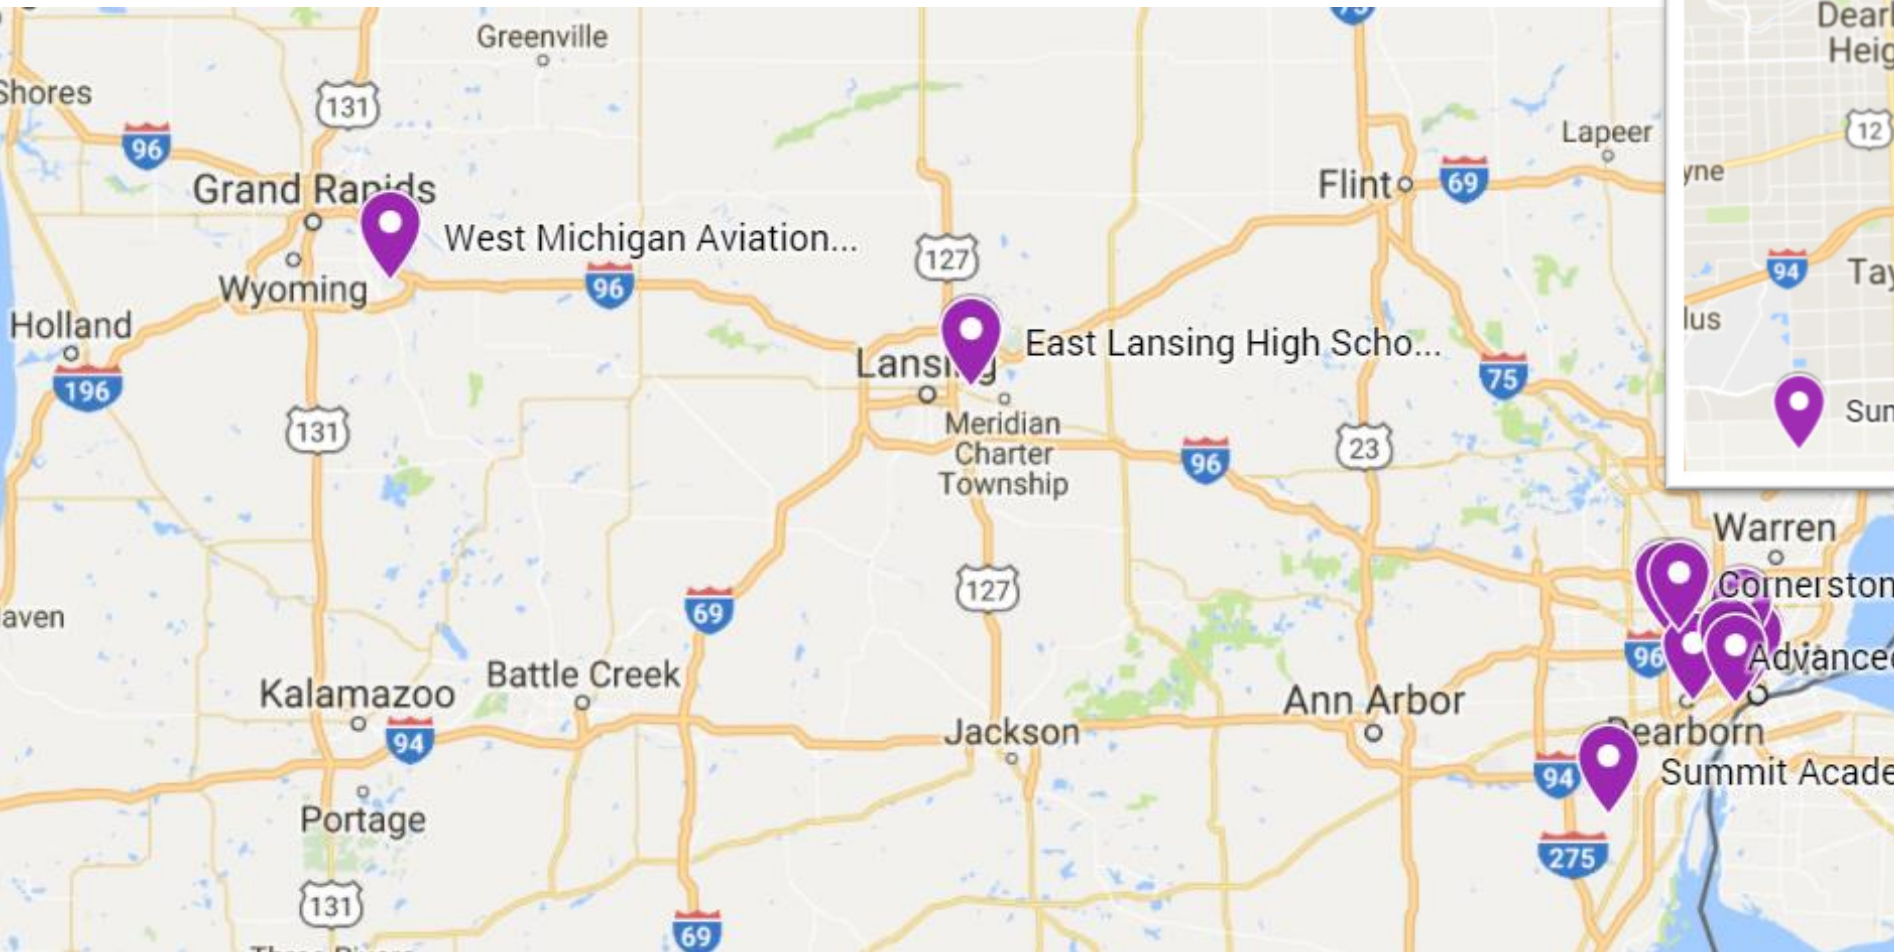 Greenville
Shores
131
96
Grand Rapids
West Michigan Aviation...
Wyoming
96
Holland
196
131
127
Lansing
East Lansing High Scho...
Meridian
Charter
Township
96
Flint
69
Lapeer
75
75
23
Dear
Heig
12
yne
94
Tay
lus
Sun
Warren
Cornerston
96
Advanced
Dearborn
94
Summit Acade
275
aven
69
127
Battle Creek
Kalamazoo
94
Jackson
Ann Arbor
Portage
131
69
Three Rivers